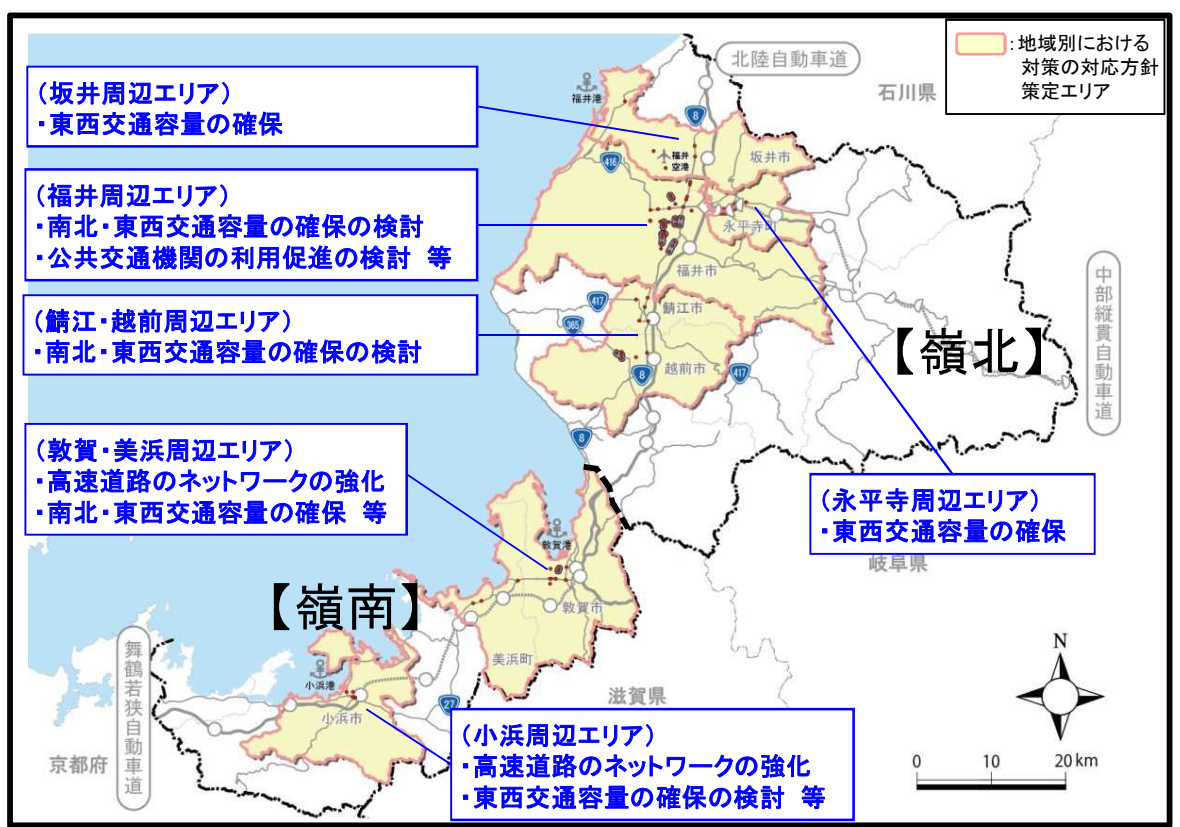 :地域別における
対策の対応方針
策定エリア
北陸自動車道
石川県
(坂井周辺エリア)
・東西交通容量の確保
福井港
8
416
福井
空港
坂井市
(福井周辺エリア)
・南北・東西交通容量の確保の検討
・公共交通機関の利用促進の検討 等
永平寺町
福井市
中部縦貫自動車道
(鯖江・越前周辺エリア)
・南北・東西交通容量の確保の検討
417
365
鯖江市
越前市
8
417
【嶺北】
(敦賀・美浜周辺エリア)
・高速道路のネットワークの強化
・南北・東西交通容量の確保 等
8
敦賀港
(永平寺周辺エリア)
・東西交通容量の確保
岐阜県
【嶺南】
敦賀市
美浜町
舞鶴若狭自動車道
小浜港
小浜市
27
滋賀県
京都府
(小浜周辺エリア)
・高速道路のネットワークの強化
・東西交通容量の確保の検討 等
N
0 10 20 km